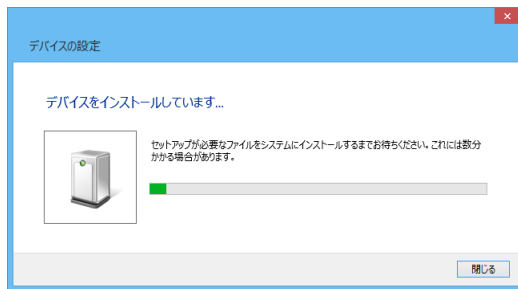 デバイスの設定
デバイスをインストールしています...
セットアップが必要なファイルをシステムにインストールするまでお待ちください。これには数分
かかる場合があります。
閉じる